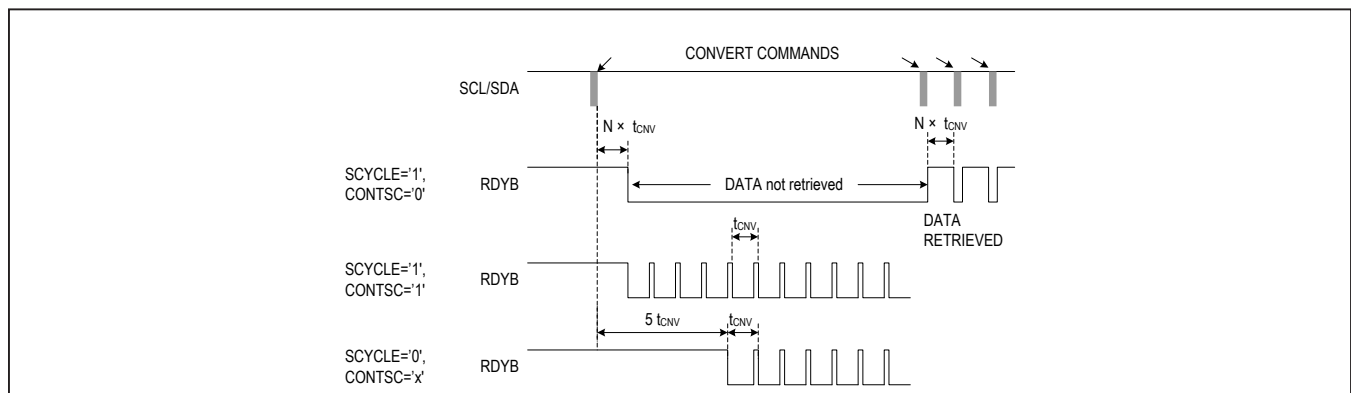 CONVERT COMMANDS
SCL/SDA
N × tCNV
N × tCNV
SCYCLE='1',
CONTSC='0'
RDYB
DATA not retrieved
DATA
RETRIEVED
tCNV
SCYCLE='1',
CONTSC='1'
RDYB
5 tCNV
tCNV
SCYCLE='0',
CONTSC='x'
RDYB